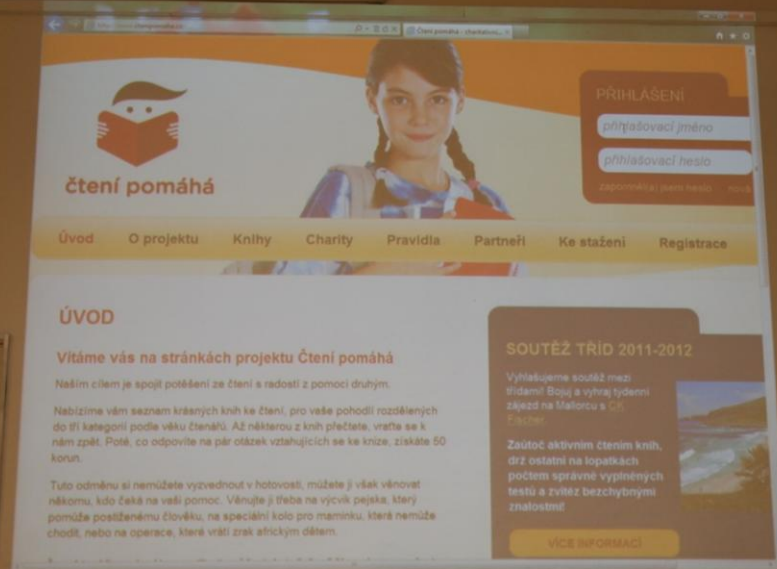 Čtení pomáhá - charitativní...
PŘIHLÁŠENÍ
přihlašovací jméno
přihlašovací heslo
zapomněl(a) jsem heslo
čtení pomáhá
Úvod O projektu Knihy Charity Pravidla Partneři Ke stažení Registrace
ÚVOD
Vítáme vás na stránkách projektu Čtení pomáhá
Naším cílem je spojit potěšení ze čtení s radostí z pomoci druhým.
Nabízíme vám seznam krásných knih ke čtení, pro vaše pohodlí rozdělených
do tří kategorií podle věku čtenářů. Až některou z knih přečtete, vraťte se k
nám zpět. Poté, co odpovíte na pár otázek vztahujících se ke knize, získáte 50
korun.
Tuto odměnu si nemůžete vyzvednout v hotovosti, můžete ji však věnovat
někomu, kdo čeká na vaši pomoc. Věnujte ji třeba na výcvik pejska, který
pomůže postiženému člověku, na speciální kolo pro maminku, která nemůže
chodit, nebo na operace, která vrátí zrak africkým dětem.
SOUTĚŽ TŘÍD 2011-2012
Vyhlašujeme soutěž mezi
třídami! Bojuj a vyhraj týdenní
zájezd na Mallorcu s CK
Fischer
Zaútoč aktivním čtením knih,
drz ostatní na lopatkách
počtem správně vyplněných
testů a zvítěz bezchybnými
znalostmi!
VÍCE INFORMACÍ